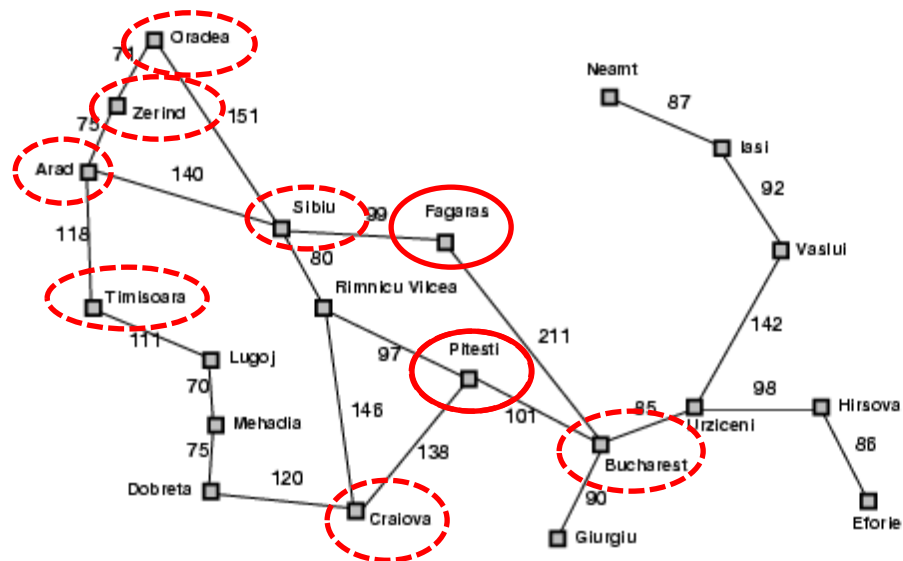 Oradea
71
Neamt
87
Zerind
151
75
Iasi
Arad
140
92
Sibiu
99
Fagaras
118
80
Vaslui
Rimnicu Vilcea
Timisoara
142
111
211
Lugoj
97
Pitesti
70
98
Hirsova
146
101
85
Urziceni
Mehadia
86
75
138
Bucharest
Dobreta
120
90
Craiova
Eforie
Giurgiu